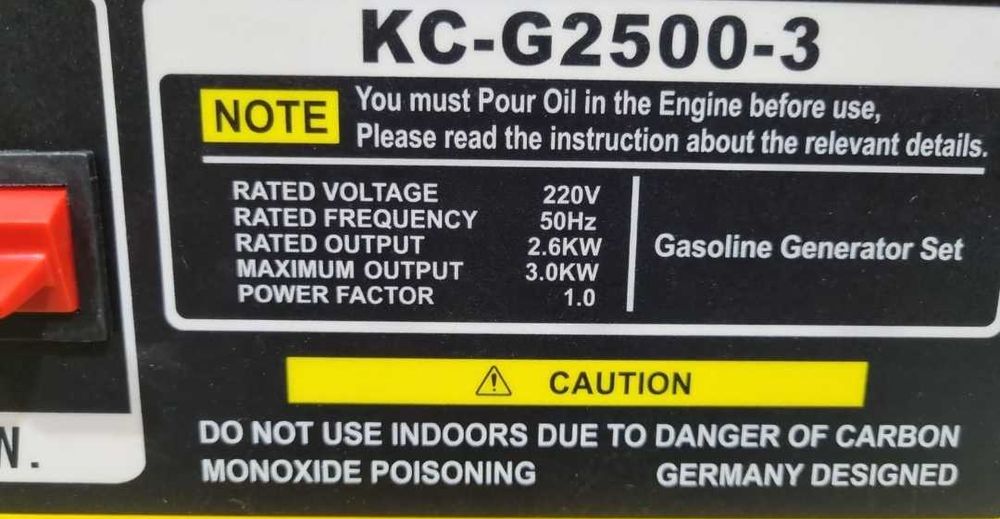 KC-G2500-3
NOTE
You must Pour Oil in the Engine before use,
Please read the instruction about the relevant details.
RATED VOLTAGE 220V
RATED FREQUENCY 50Hz
RATED OUTPUT 2.6KW
MAXIMUM OUTPUT 3.0KW
POWER FACTOR 1.0
Gasoline Generator Set
CAUTION
DO NOT USE INDOORS DUE TO DANGER OF CARBON
MONOXIDE POISONING GERMANY DESIGNED